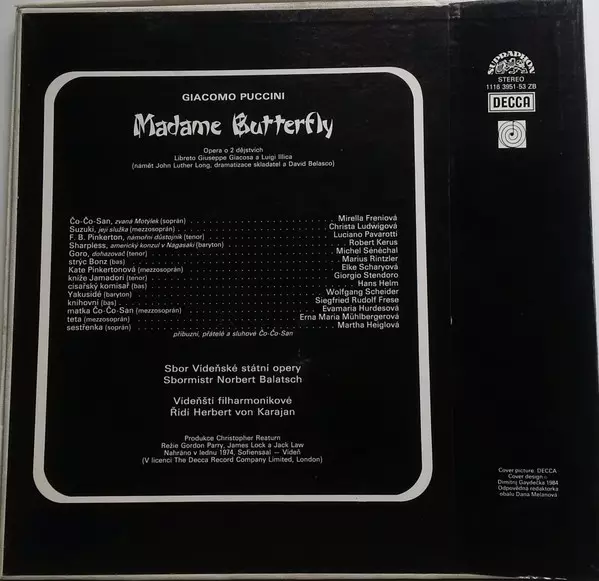 SUPRAPHON
STEREO
1116 3951-53 ZB
DECCA
GIACOMO PUCCINI
Madame Butterfly
Opera o 2 dějstvích
Libreto Giuseppe Giacosa a Luigi Illica
(námět John Luther Long, dramatizace skladatel a David Belasco)
Čo-Čo-San, zvaná Motýlek (soprán) Mirella Freniová
Suzuki, její služka (mezzosoprán) Christa Ludwigová
F. B. Pinkerton, námořní důstojník (tenor) Luciano Pavarotti
Sharpless, americký konzul v Nagasaki (baryton) Robert Kerus
Goro, dohazovač (tenor) Michel Sénéchal
strýc Bonz (bas) Marius Rintzler
Kate Pinkertonová (mezzosoprán) Elke Scharyová
kníže Jamadori (tenor) Giorgio Stendoro
císařský komisař (bas) Hans Helm
Yakusidé (baryton) Wolfgang Scheider
knihovní (bas) Siegfried Rudolf Frese
matka Čo-Čo-San (mezzosoprán) Evamaria Hurdesová
teta (mezzosoprán) Erna Maria Mühlbergerová
sestřenka (soprán) Martha Heiglová
příbuzní, přátelé a sluhové Čo-Čo-San
Sbor Vídeňské státní opery
Sbormistr Norbert Balatsch
Vídeňští filharmonikové
Řídí Herbert von Karajan
Produkce Christopher Reaturn
Režie Gordon Parry, James Lock a Jack Law
Nahráno v lednu 1974, Sofiensaal — Vídeň
(V licenci The Decca Record Company Limited, London)
Cover picture: DECCA
Cover design :
Dimitrij Gaydečka 1984
Odpovědná redaktorka
obalu Dana Melanová